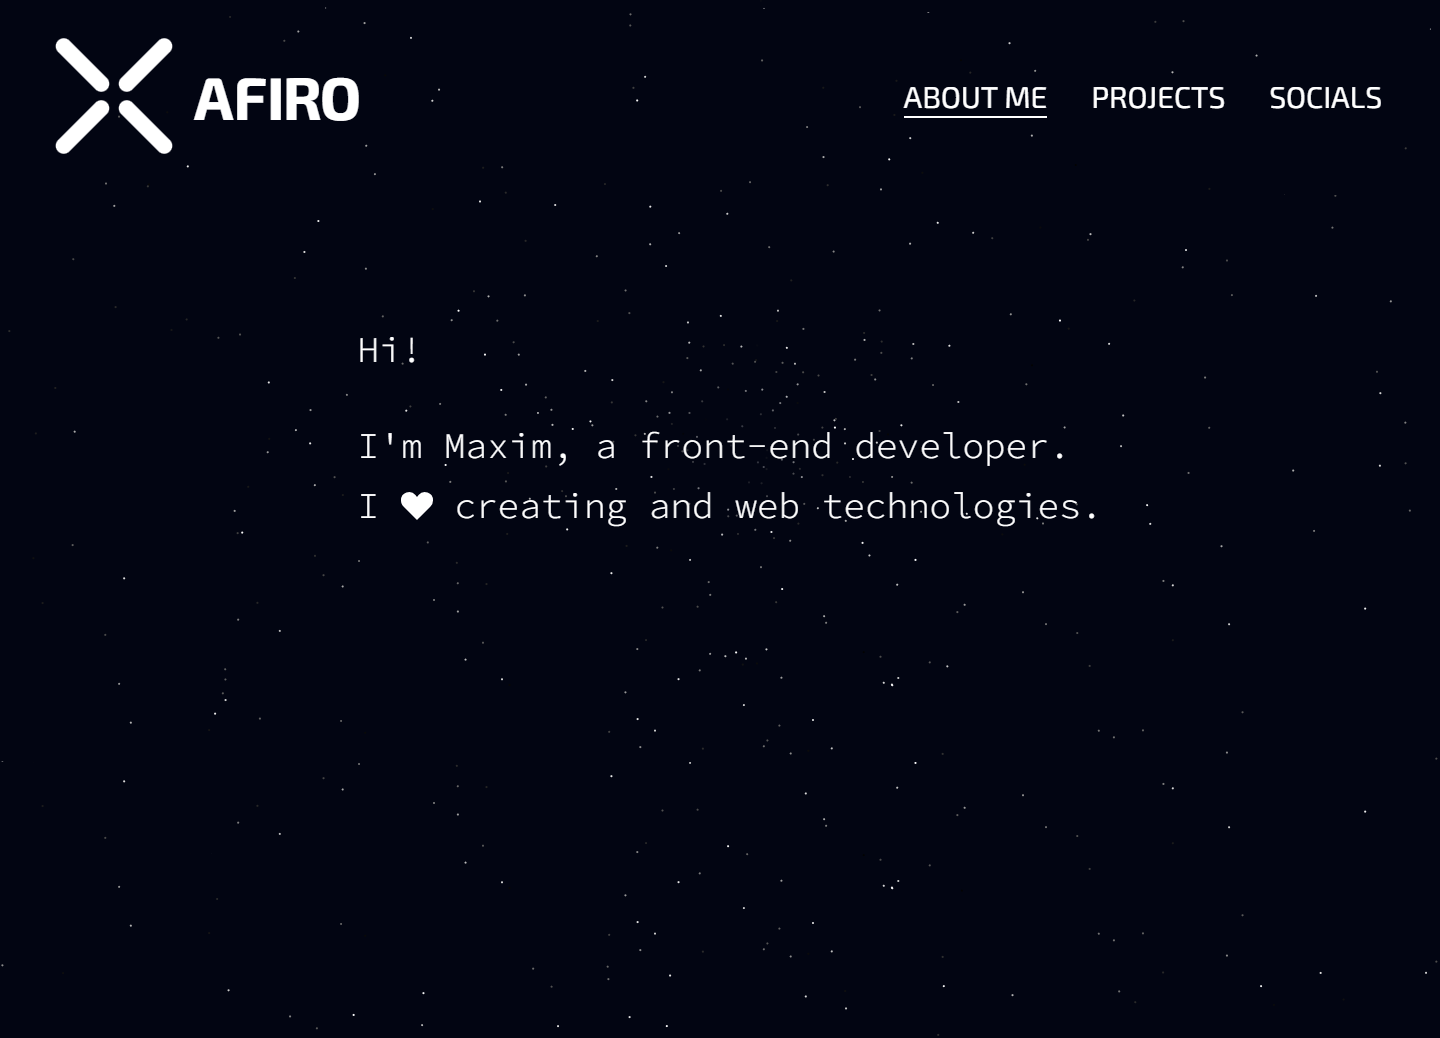 AFIRO
ABOUT ME PROJECTS SOCIALS
Hi!
I'm Maxim, a front-end developer.
I ♥ creating and web technologies.